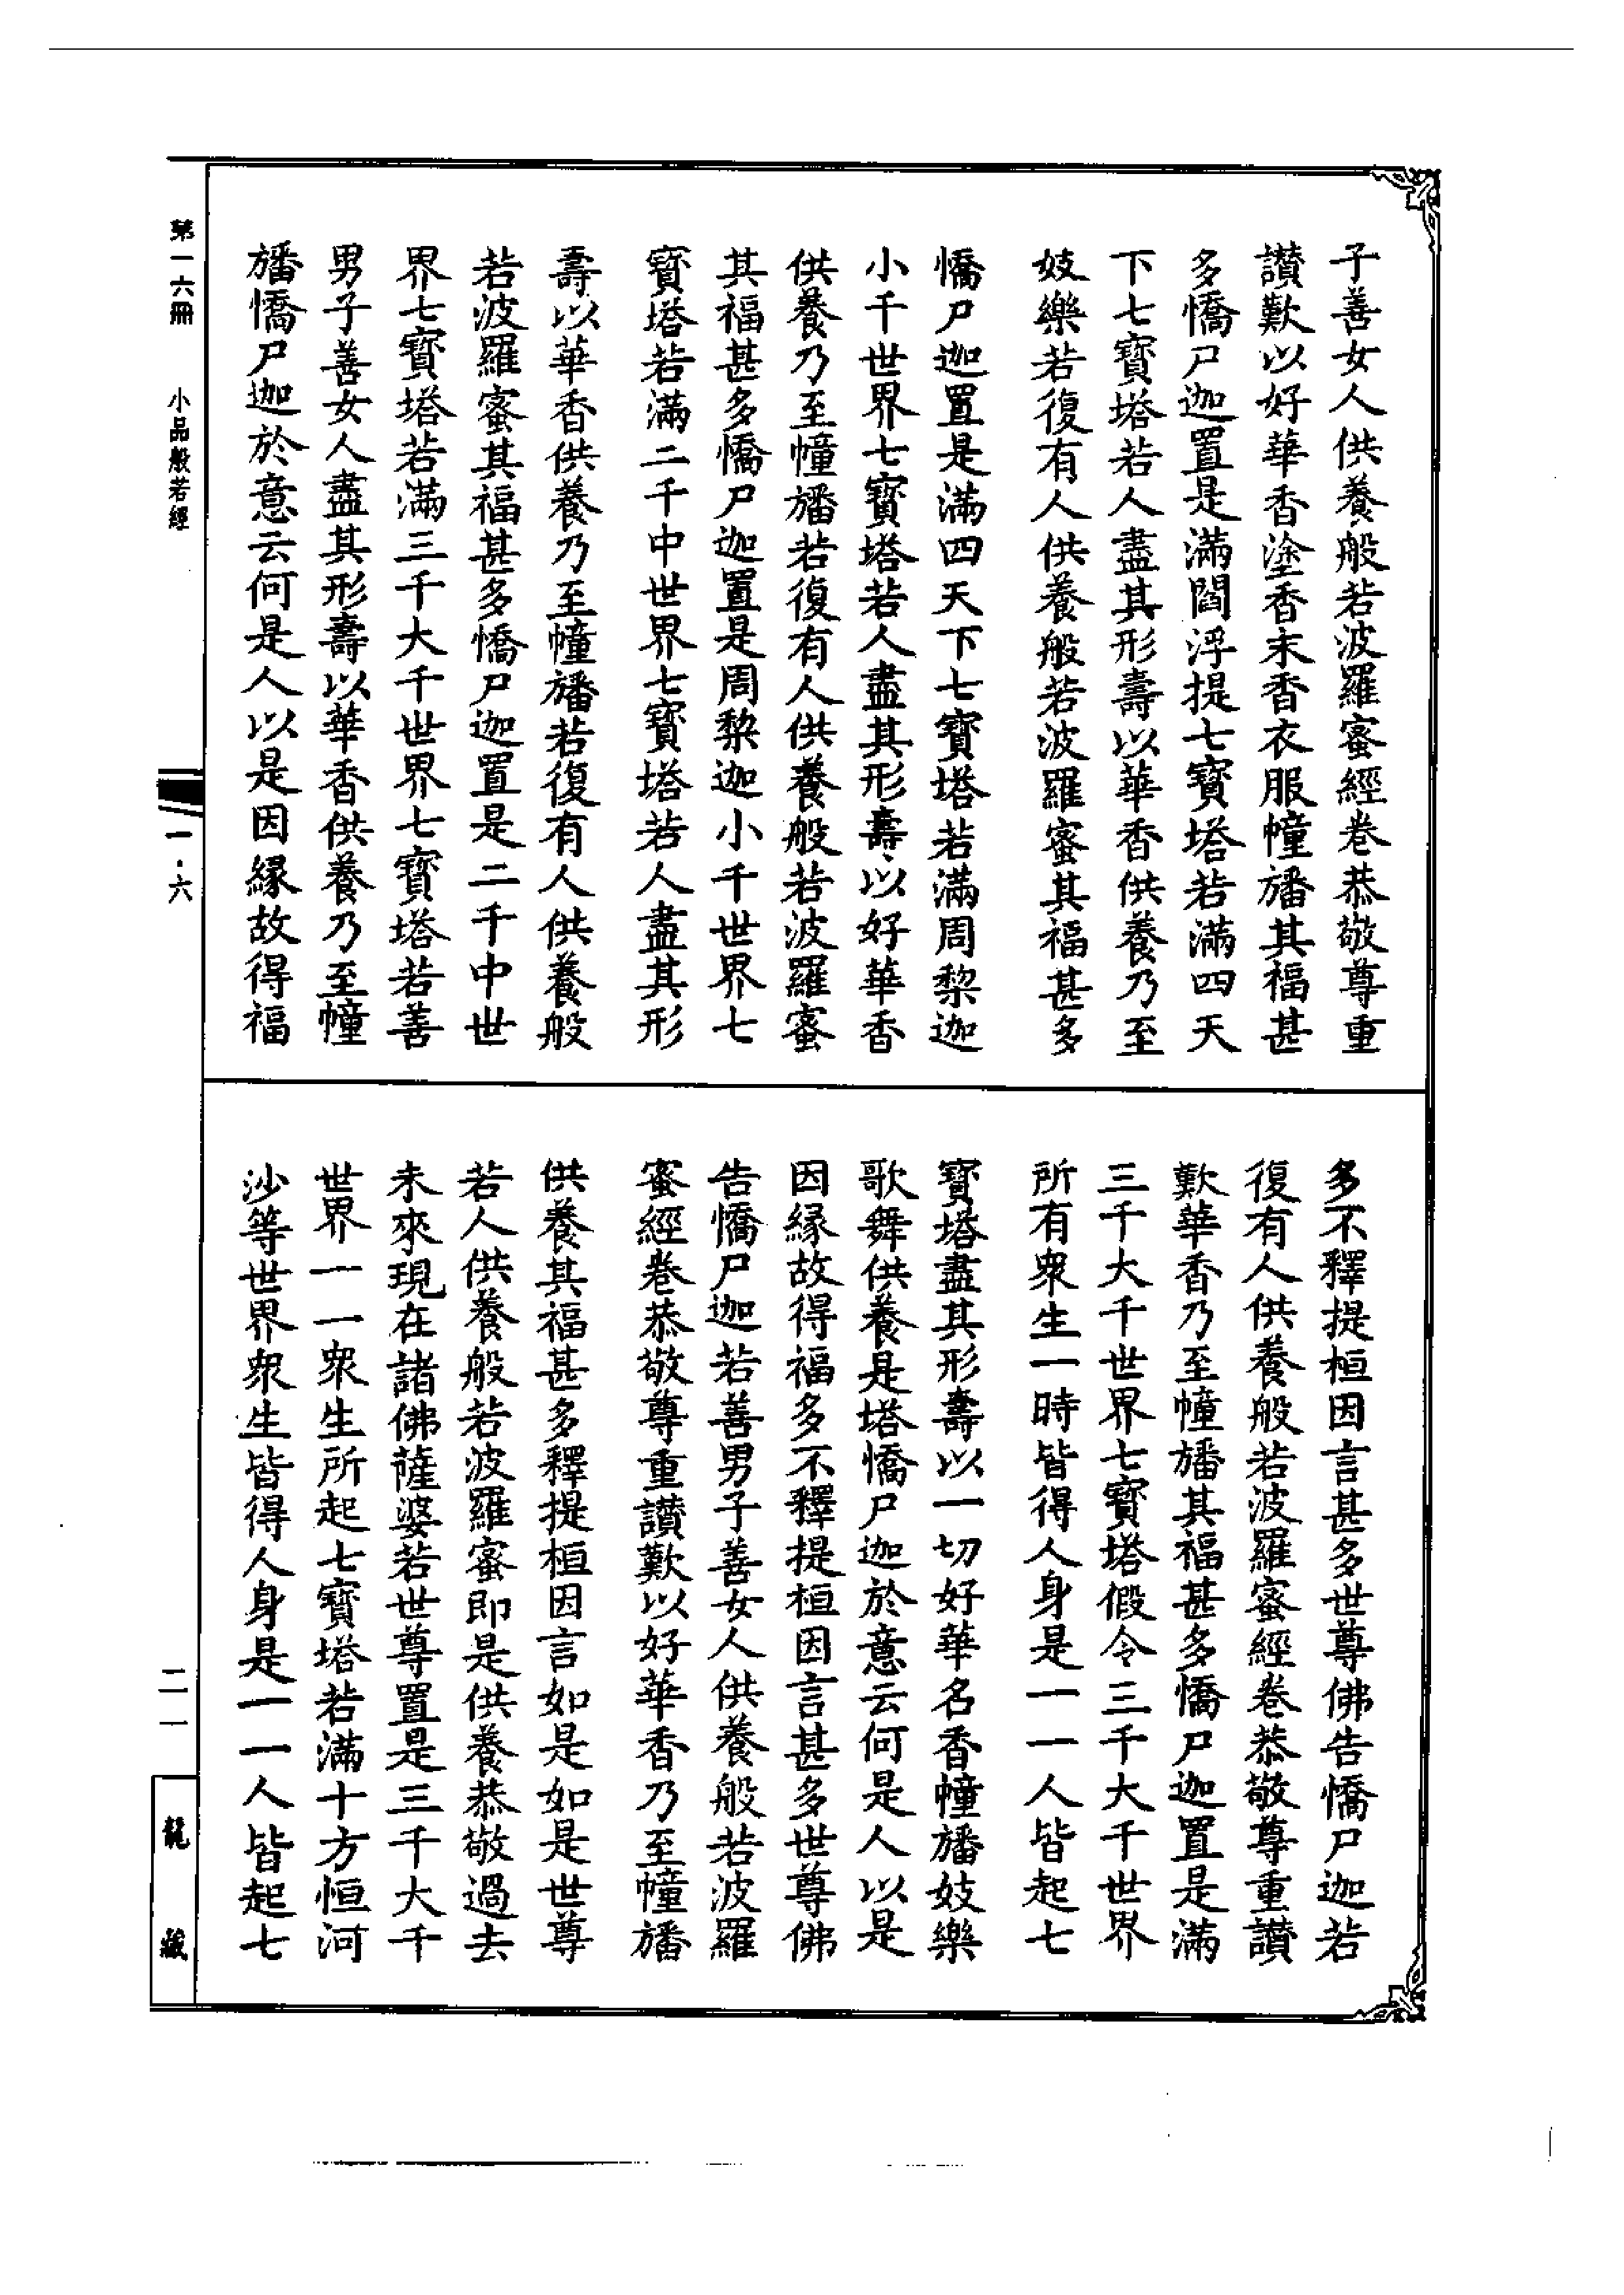 子善女人供養般若波羅蜜經卷恭敬尊重
讚歎以好華香塗香末香衣服幢旛其福甚
多憍尸迦置是滿閻浮提七寶塔若滿四天
下七寶塔若人盡其形壽以華香供養乃至
妓樂若復有人供養般若波羅蜜其福甚多
憍尸迦置是滿四天下七寶塔若滿周棃迦
小千世界七寶塔若人盡其形壽以好華香
供養乃至幢旛若復有人供養般若波羅蜜
其福甚多憍尸迦置是周棃迦小千世界七
寶塔若滿二千中世界七寶塔若人盡其形
壽以華香供養乃至幢旛若復有人供養般
若波羅蜜其福甚多憍尸迦置是二千中世
界七寶塔若滿三千大千世界七寶塔若善
男子善女人盡其形壽以華香供養乃至幢
旛憍尸迦於意云何是人以是因緣故得福
多不釋提桓因言甚多世尊佛告憍尸迦若
復有人供養般若波羅蜜經卷恭敬尊重讚
歎華香乃至幢旛其福甚多憍尸迦置是滿
三千大千世界七寶塔假令三千大千世界
所有眾生一時皆得人身是一一人皆起七
寶塔盡其形壽以一切好華名香幢旛妓樂
歌舞供養是塔憍尸迦於意云何是人以是
因緣故得福多不釋提桓因言甚多世尊佛
告憍尸迦若善男子善女人供養般若波羅
蜜經卷恭敬尊重讚歎以好華香乃至幢旛
供養其福甚多釋提桓因言如是如是世尊
若人供養般若波羅蜜即是供養恭敬過去
未來現在諸佛薩婆若世尊置是三千大千
世界一一眾生所起七寶塔若滿十方恒河
沙等世界眾生皆得人身是一一人皆起七
第一六冊 小品般若經
一·六
二一
龍藏